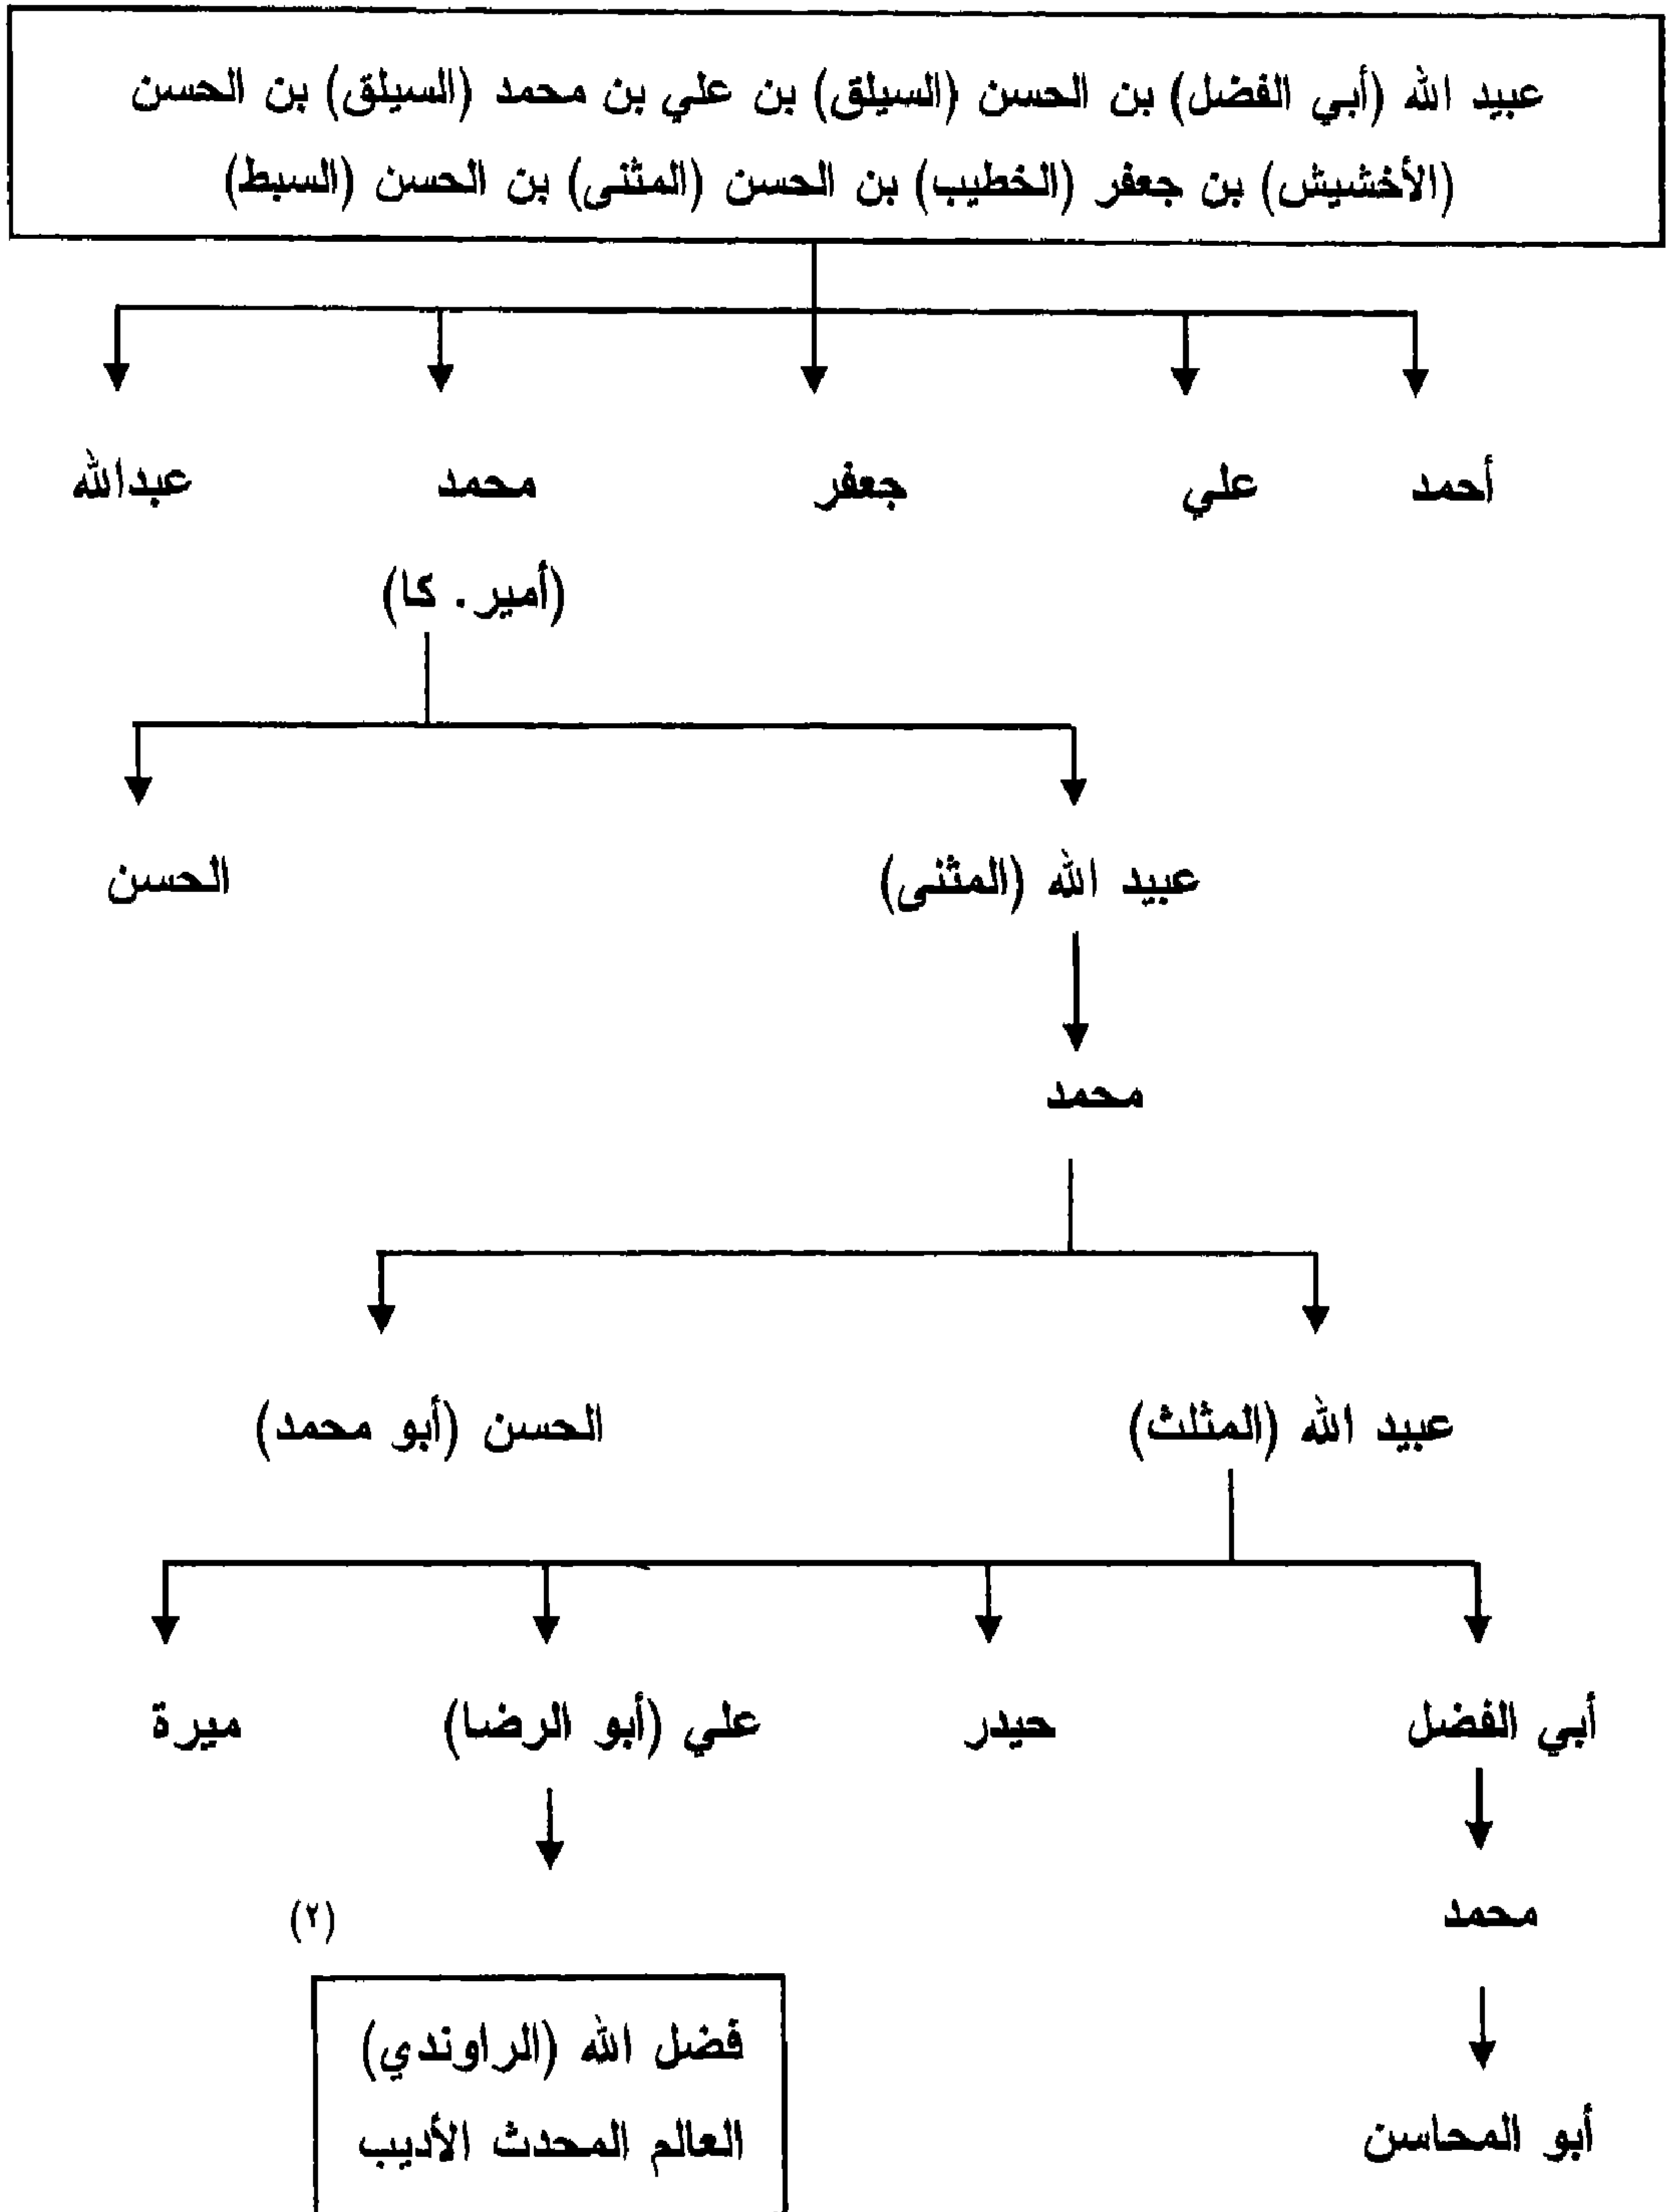 عبيد الله (أبي الفضل) بن الحسن (السيلق) بن علي بن محمد (السيلق) بن الحسن
(الأخشيش) بن جعفر (الخطيب) بن الحسن (المثنى) بن الحسن (السبط)
أحمد علي جعفر محمد عبدالله
(أمير. كا)
عبيد الله (المثنى) الحسن
محمد
عبيد الله (المثلث) الحسن (أبو محمد)
أبي الفضل حيدر علي (أبو الرضا) ميرة
محمد (٢)
فضل الله (الراوندي)
أبو المحاسن العالم المحدث الأديب